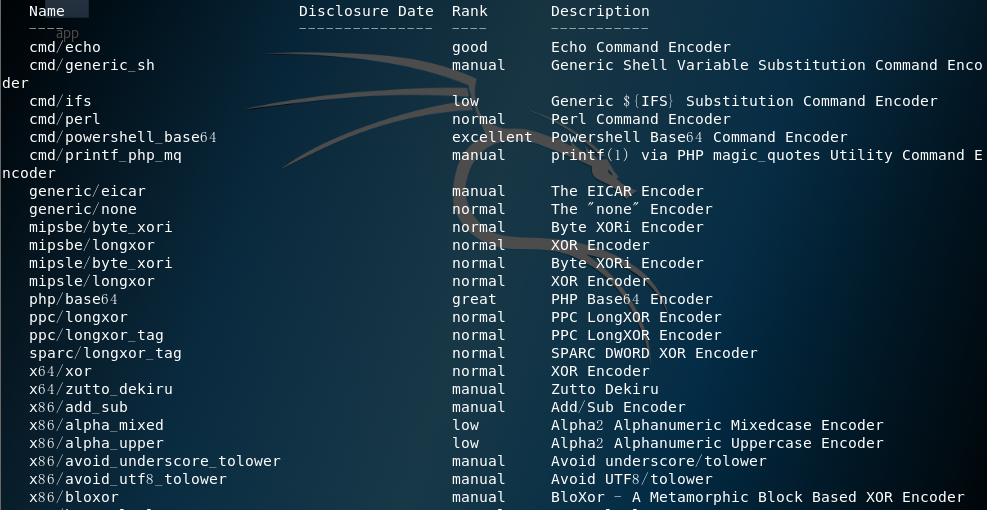 Name Disclosure Date Rank Description
---- --------------- ---- -----------
app
cmd/echo good Echo Command Encoder
cmd/generic_sh manual Generic Shell Variable Substitution Command Enco
der
cmd/ifs low Generic ${IFS} Substitution Command Encoder
cmd/perl normal Perl Command Encoder
cmd/powershell_base64 excellent Powershell Base64 Command Encoder
cmd/printf_php_mq manual printf(1) via PHP magic_quotes Utility Command E
ncoder
generic/eicar manual The EICAR Encoder
generic/none normal The "none" Encoder
mipsbe/byte_xori normal Byte XORi Encoder
mipsbe/longxor normal XOR Encoder
mipsle/byte_xori normal Byte XORi Encoder
mipsle/longxor normal XOR Encoder
php/base64 great PHP Base64 Encoder
ppc/longxor normal PPC LongXOR Encoder
ppc/longxor_tag normal PPC LongXOR Encoder
sparc/longxor_tag normal SPARC DWORD XOR Encoder
x64/xor normal XOR Encoder
x64/zutto_dekiru manual Zutto Dekiru
x86/add_sub manual Add/Sub Encoder
x86/alpha_mixed low Alpha2 Alphanumeric Mixedcase Encoder
x86/alpha_upper low Alpha2 Alphanumeric Uppercase Encoder
x86/avoid_underscore_tolower manual Avoid underscore/tolower
x86/avoid_utf8_tolower manual Avoid UTF8/tolower
x86/bloxor manual BloXor - A Metamorphic Block Based XOR Encoder